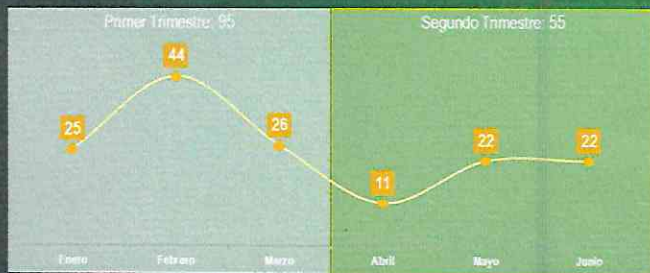 Primer Trimestre: 95
Segundo Trimestre: 55
44
25
26
22
22
11
Enero
Febrero
Marzo
Abril
Mayo
Junio